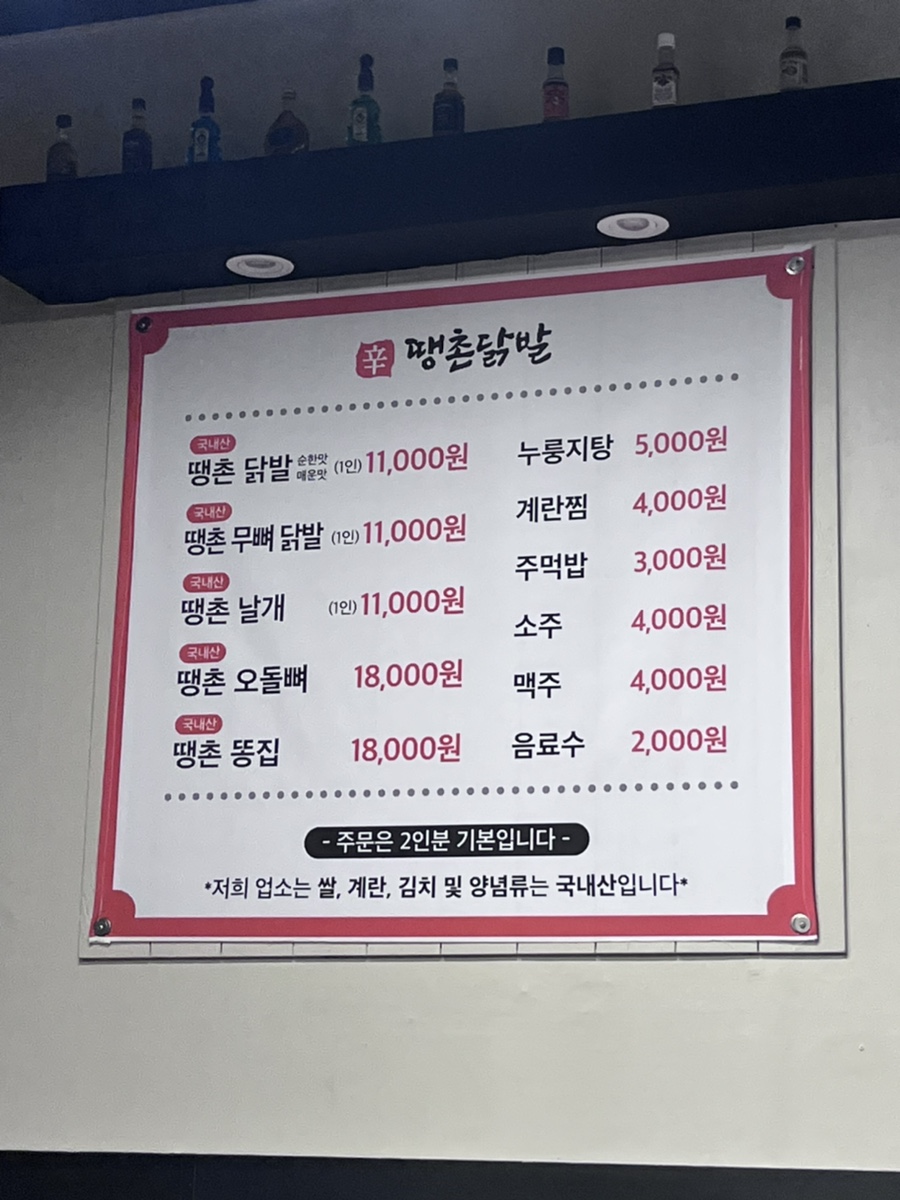 辛 땡촌닭발
국내산
땡촌 닭발 순한맛 매운맛 (1인) 11,000원
국내산
땡촌 무뼈 닭발 (1인) 11,000원
국내산
땡촌 날개 (1인) 11,000원
국내산
땡촌 오돌뼈 18,000원
국내산
땡촌 똥집 18,000원
누룽지탕 5,000원
계란찜 4,000원
주먹밥 3,000원
소주 4,000원
맥주 4,000원
음료수 2,000원
- 주문은 2인분 기본입니다 -
*저희 업소는 쌀, 계란, 김치 및 양념류는 국내산입니다*